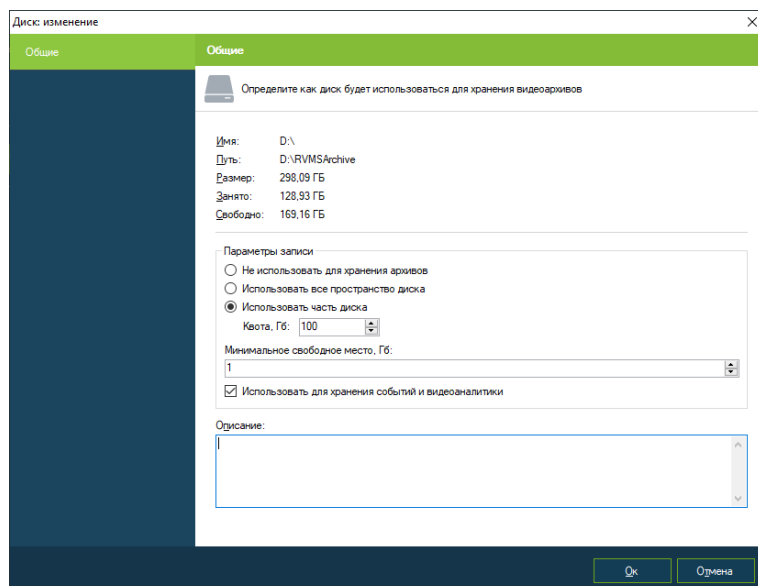 Диск: изменение
Общие
Общие
Определите как диск будет использоваться для хранения видеоархивов
Имя: D:\
Путь: D:\RVMSArchive
Размер: 298,09 ГБ
Занято: 128,93 ГБ
Свободно: 169,16 ГБ
Параметры записи
Не использовать для хранения архивов
Использовать все пространство диска
Использовать часть диска
Квота, Гб: 100
Минимальное свободное место, Гб:
1
Использовать для хранения событий и видеоаналитики
Описание:
Ок Отмена